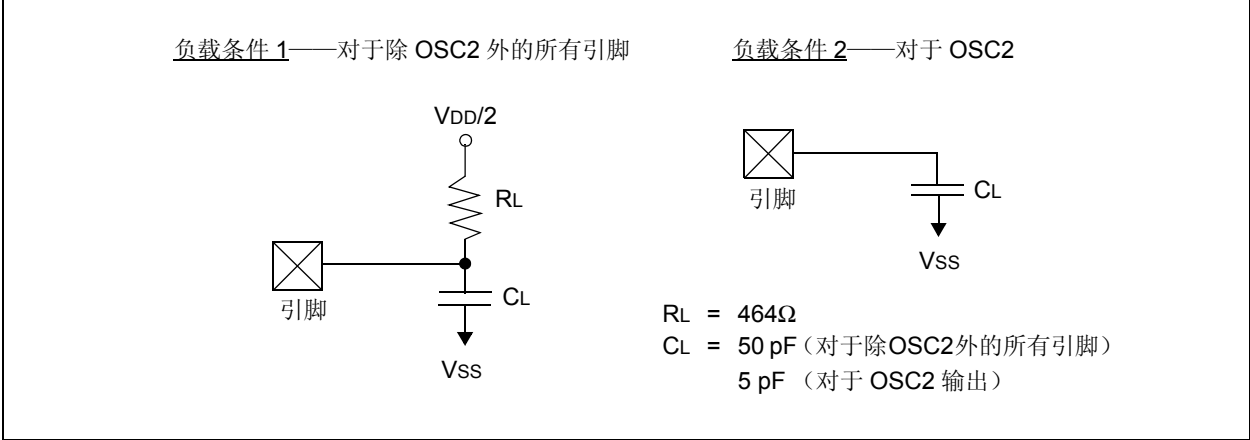 负载条件 1——对于除 OSC2 外的所有引脚
VDD/2
RL
引脚
CL
VSS
负载条件 2——对于 OSC2
引脚
CL
VSS
RL = 464Ω
CL = 50 pF（对于除OSC2外的所有引脚）
5 pF （对于 OSC2 输出）